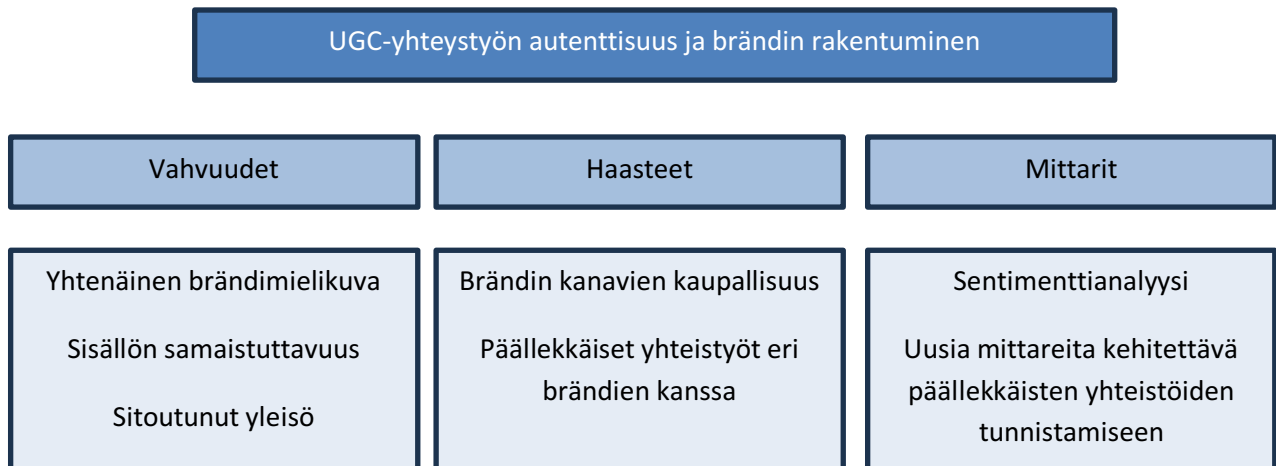 UGC-yhteystyön autenttisuus ja brändin rakentuminen
Vahvuudet
Haasteet
Mittarit
Yhtenäinen brändimielikuva
Sisällön samaistuttavuus
Sitoutunut yleisö
Brändin kanavien kaupallisuus
Päällekkäiset yhteistyöt eri
brändien kanssa
Sentimenttianalyysi
Uusia mittareita kehitettävä
päällekkäisten yhteistöiden
tunnistamiseen